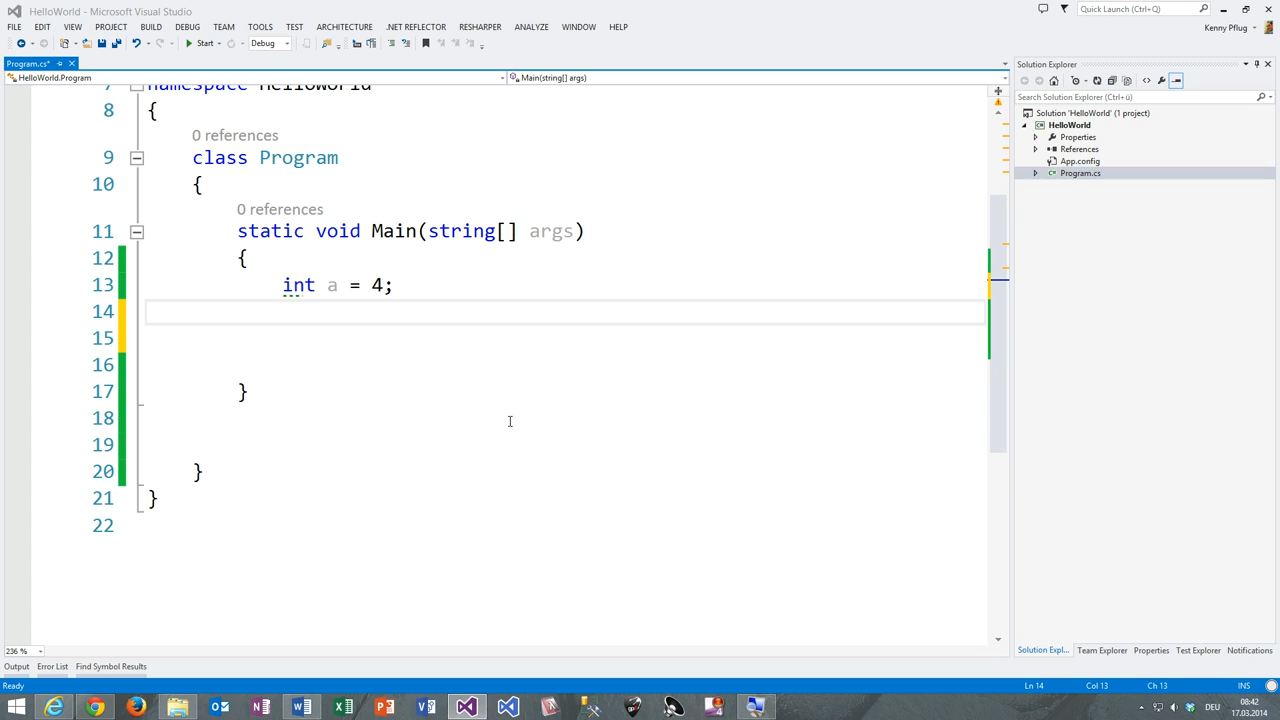 HelloWorld - Microsoft Visual Studio
Quick Launch (Ctrl+Q)
FILE EDIT VIEW PROJECT BUILD DEBUG TEAM TOOLS TEST ARCHITECTURE .NET REFLECTOR RESHARPER ANALYZE WINDOW HELP
Kenny Pflug
Start Debug
Program.cs*
HelloWorld.Program
Main(string[] args)
7 namespace HelloWorld
8 {
0 references
9 class Program
10 {
0 references
11 static void Main(string[] args)
12 {
13 int a = 4;
14
15
16
17 }
18
19
20 }
21 }
22
236 %
Solution Explorer
Search Solution Explorer (Ctrl+ü)
Solution 'HelloWorld' (1 project)
HelloWorld
Properties
References
App.config
Program.cs
Solution Expl... Team Explorer Properties Test Explorer Notifications
Output Error List Find Symbol Results
Ready
Ln 14 Col 13 Ch 13 INS
DEU
08:42
17.03.2014